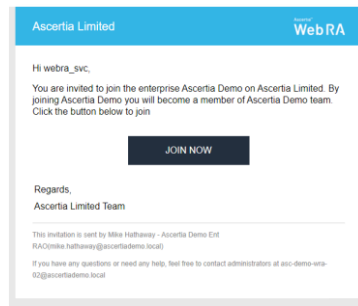 Ascertia Limited
Ascertia
WebRA
Hi webra_svc,
You are invited to join the enterprise Ascertia Demo on Ascertia Limited. By
joining Ascertia Demo you will become a member of Ascertia Demo team.
Click the button below to join
JOIN NOW
Regards,
Ascertia Limited Team
This invitation is sent by Mike Hathaway - Ascertia Demo Ent
RAO(mike.hathaway@ascertiademo.local)
If you have any questions or need any help, feel free to contact administrators at asc-demo-wra-
02@ascertiademo.local